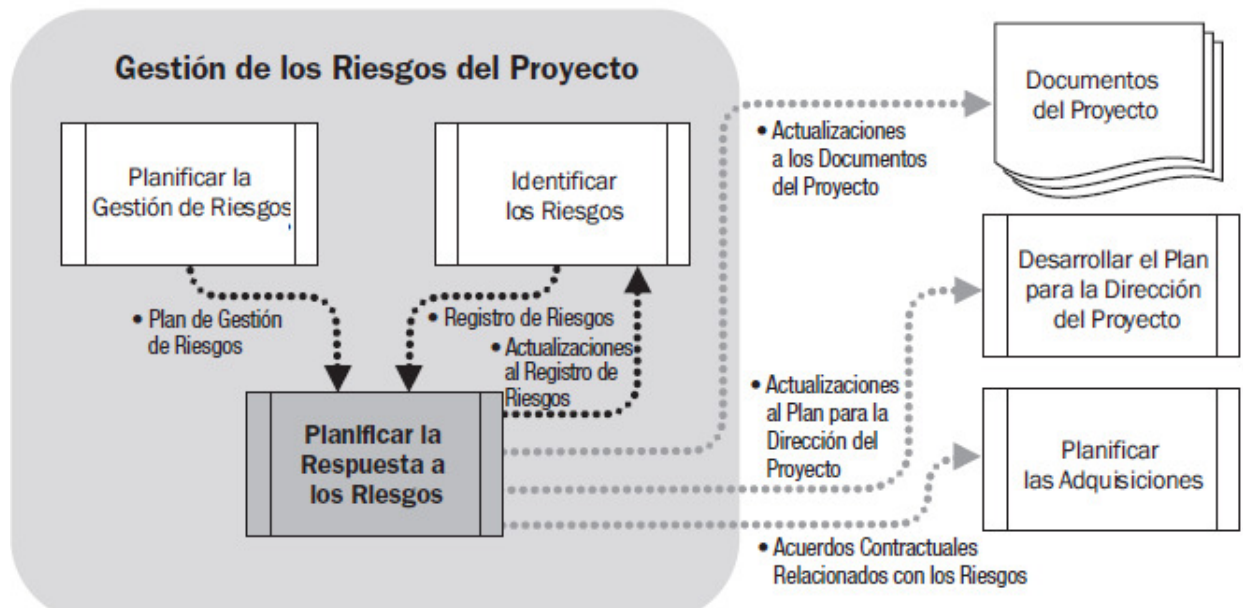 Gestión de los Riesgos del Proyecto
Planificar la
Gestión de Riesgos
Identificar
los Riesgos
• Plan de Gestión
de Riesgos
• Registro de Riesgos
• Actualizaciones
al Registro de
Riesgos
Planificar la
Respuesta a
los Riesgos
• Actualizaciones
a los Documentos
del Proyecto
Documentos
del Proyecto
Desarrollar el Plan
para la Dirección
del Proyecto
• Actualizaciones
al Plan para la
Dirección del
Proyecto
Planificar
las Adquisiciones
• Acuerdos Contractuales
Relacionados con los Riesgos